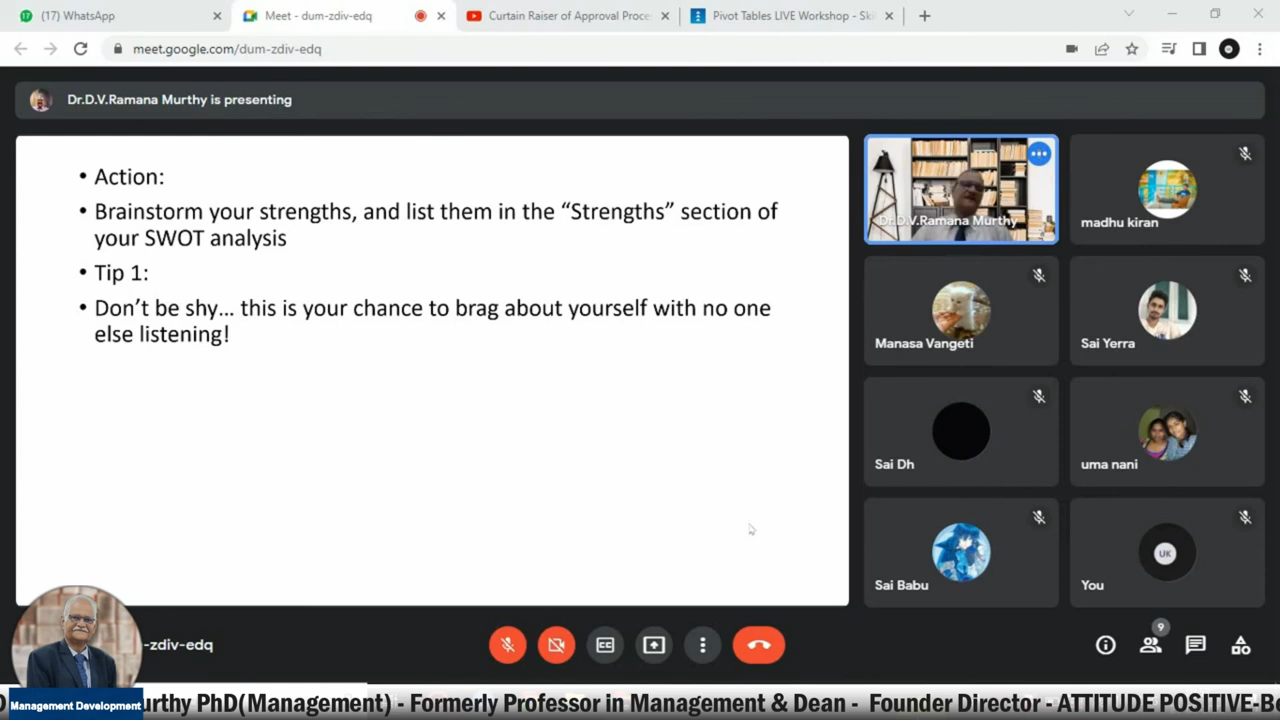 (17) WhatsApp
Meet - dum-zdiv-edq
Curtain Raiser of Approval Proce
Pivot Tables LIVE Workshop - Ski
meet.google.com/dum-zdiv-edq
Dr.D.V.Ramana Murthy is presenting
• Action:
• Brainstorm your strengths, and list them in the “Strengths” section of
your SWOT analysis
• Tip 1:
• Don’t be shy… this is your chance to brag about yourself with no one
else listening!
Dr.D.V.Ramana Murthy
madhu kiran
Manasa Vangeti
Sai Yerra
Sai Dh
uma nani
Sai Babu
UK
You
-zdiv-edq
CC
9
Management Development
urthy PhD(Management) - Formerly Professor in Management & Dean - Founder Director - ATTITUDE POSITIVE-Be